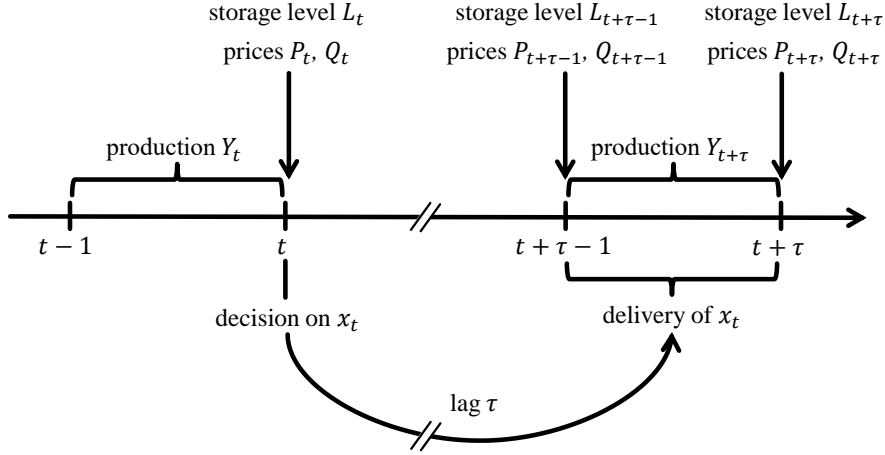 storage level L_t
prices P_t, Q_t
storage level L_{t+τ−1}
prices P_{t+τ−1}, Q_{t+τ−1}
storage level L_{t+τ}
prices P_{t+τ}, Q_{t+τ}
production Y_t
production Y_{t+τ}
t − 1
t
t + τ − 1
t + τ
decision on x_t
delivery of x_t
lag τ